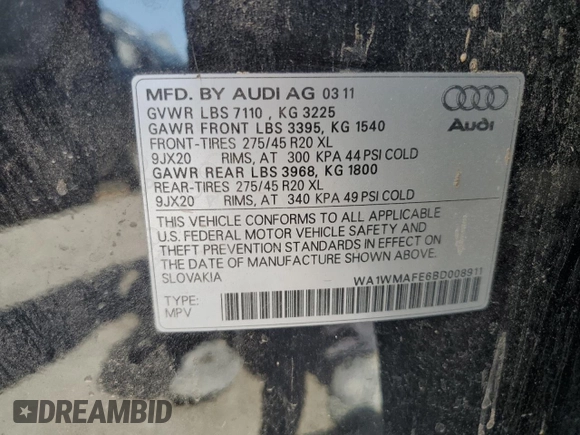 MFD. BY AUDI AG 03 11
GVWR LBS 7110 , KG 3225
GAWR FRONT LBS 3395, KG 1540
FRONT-TIRES 275/45 R20 XL
9JX20 RIMS, AT 300 KPA 44 PSI COLD
GAWR REAR LBS 3968, KG 1800
REAR-TIRES 275/45 R20 XL
9JX20 RIMS, AT 340 KPA 49 PSI COLD
Audi
THIS VEHICLE CONFORMS TO ALL APPLICABLE
U.S. FEDERAL MOTOR VEHICLE SAFETY AND
THEFT PREVENTION STANDARDS IN EFFECT ON
THE DATE OF MANUFACTURE SHOWN ABOVE.
SLOVAKIA
WA1WMAFE6BD008911
TYPE:
MPV
DREAMBID